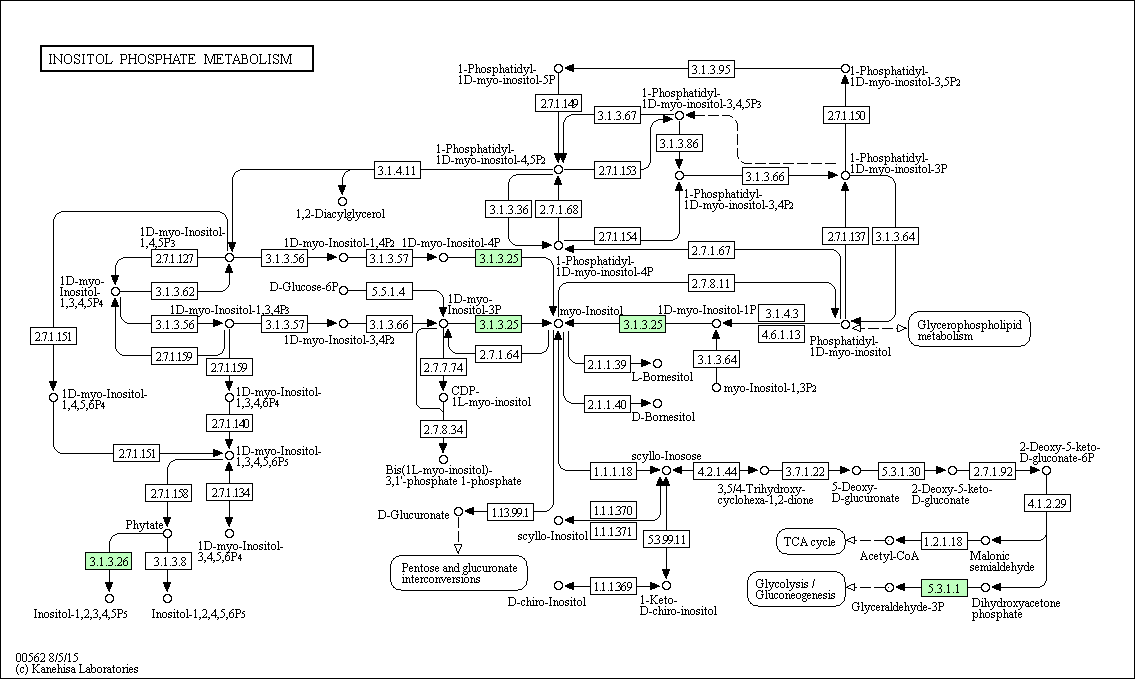 INOSITOL PHOSPHATE METABOLISM
1-Phosphatidyl-
1D-myo-inositol-5P
3.1.3.95
1-Phosphatidyl-
1D-myo-inositol-3,5P2
2.7.1.149
1-Phosphatidyl-
1D-myo-inositol-3,4,5P3
3.1.3.67
2.7.1.150
3.1.3.86
1-Phosphatidyl-
1D-myo-inositol-4,5P2
3.1.4.11
2.7.1.153
3.1.3.66
1-Phosphatidyl-
1D-myo-inositol-3P
1-Phosphatidyl-
1D-myo-inositol-3,4P2
1,2-Diacylglycerol
3.1.3.36
2.7.1.68
2.7.1.154
2.7.1.137
3.1.3.64
1D-myo-Inositol-
1,4,5P3
1D-myo-Inositol-1,4P2
1D-myo-Inositol-4P
2.7.1.67
2.7.1.127
3.1.3.56
3.1.3.57
3.1.3.25
1-Phosphatidyl-
1D-myo-inositol-4P
1D-myo-
Inositol-
1,3,4,5P4
3.1.3.62
D-Glucose-6P
5.5.1.4
2.7.8.11
1D-myo-
Inositol-3P
1D-myo-Inositol-1,3,4P3
myo-Inositol
1D-myo-Inositol-1P
3.1.4.3
4.6.1.13
3.1.3.56
3.1.3.57
3.1.3.66
3.1.3.25
3.1.3.25
Glycerophospholipid
metabolism
2.7.1.151
1D-myo-Inositol-3,4P2
Phosphatidyl-
1D-myo-inositol
2.7.1.159
2.7.1.64
2.7.1.159
2.7.7.74
2.1.1.39
3.1.3.64
L-Bornesitol
myo-Inositol-1,3P2
1D-myo-Inositol-
1,4,5,6P4
1D-myo-Inositol-
1,3,4,6P4
CDP-
1L-myo-inositol
2.1.1.40
D-Bornesitol
2.7.1.140
2.7.8.34
2.7.1.151
1D-myo-Inositol-
1,3,4,5,6P5
Bis(1L-myo-inositol)-
3,1'-phosphate 1-phosphate
scyllo-Inosose
2-Deoxy-5-keto-
D-gluconate-6P
1.1.1.18
4.2.1.44
3.7.1.22
5.3.1.30
2.7.1.92
3,5/4-Trihydroxy-
cyclohexa-1,2-dione
5-Deoxy-
D-glucuronate
2-Deoxy-5-keto-
D-gluconate
2.7.1.158
2.7.1.134
4.1.2.29
D-Glucuronate
1.13.99.1
1.1.1.370
1.1.1.371
scyllo-Inositol
Phytate
1D-myo-Inositol-
3,4,5,6P4
5.3.99.11
TCA cycle
Acetyl-CoA
1.2.1.18
Malonic
semialdehyde
3.1.3.26
3.1.3.8
Pentose and glucuronate
interconversions
1.1.1.369
D-chiro-Inositol
1-Keto-
D-chiro-inositol
Glycolysis /
Gluconeogenesis
Glyceraldehyde-3P
5.3.1.1
Dihydroxyacetone
phosphate
Inositol-1,2,3,4,5P5
Inositol-1,2,4,5,6P5
00562 8/5/15
(c) Kanehisa Laboratories